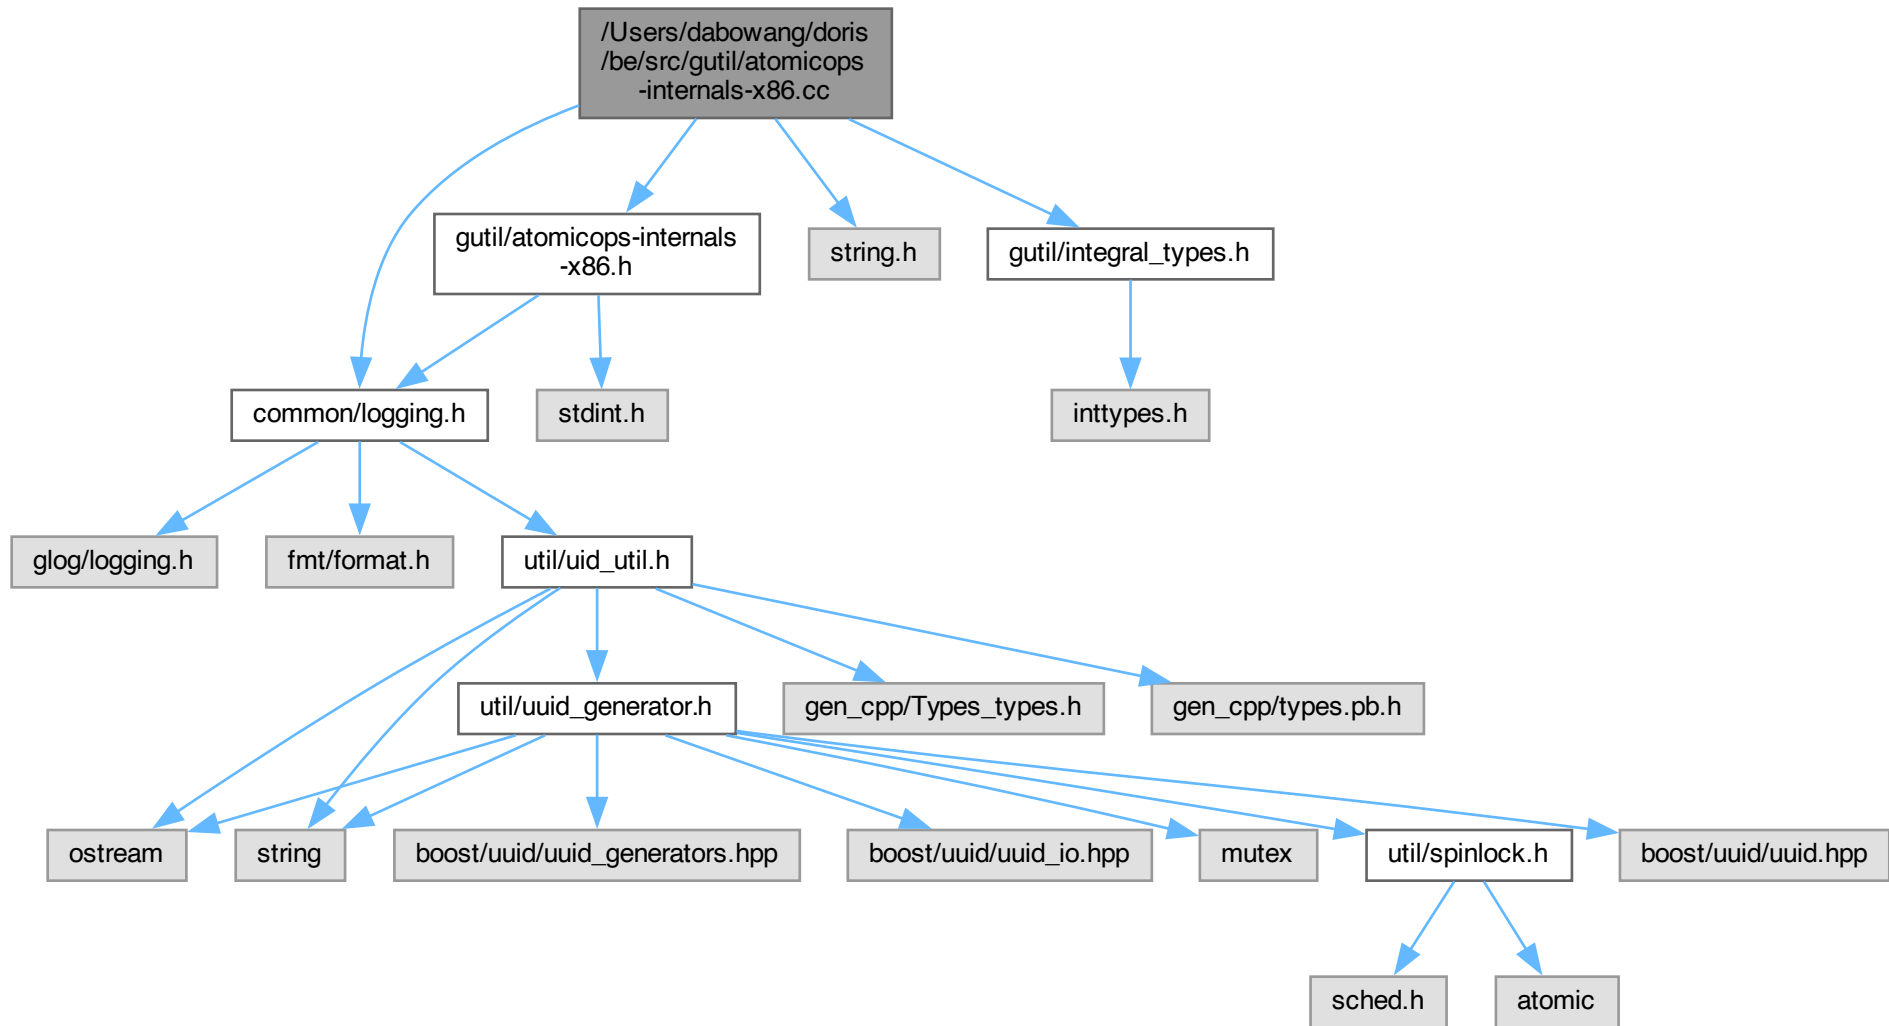 /Users/dabowang/doris
/be/src/gutil/atomicops
-internals-x86.cc
gutil/atomicops-internals
-x86.h
string.h
gutil/integral_types.h
common/logging.h
stdint.h
inttypes.h
glog/logging.h
fmt/format.h
util/uid_util.h
util/uuid_generator.h
gen_cpp/Types_types.h
gen_cpp/types.pb.h
ostream
string
boost/uuid/uuid_generators.hpp
boost/uuid/uuid_io.hpp
mutex
util/spinlock.h
boost/uuid/uuid.hpp
sched.h
atomic